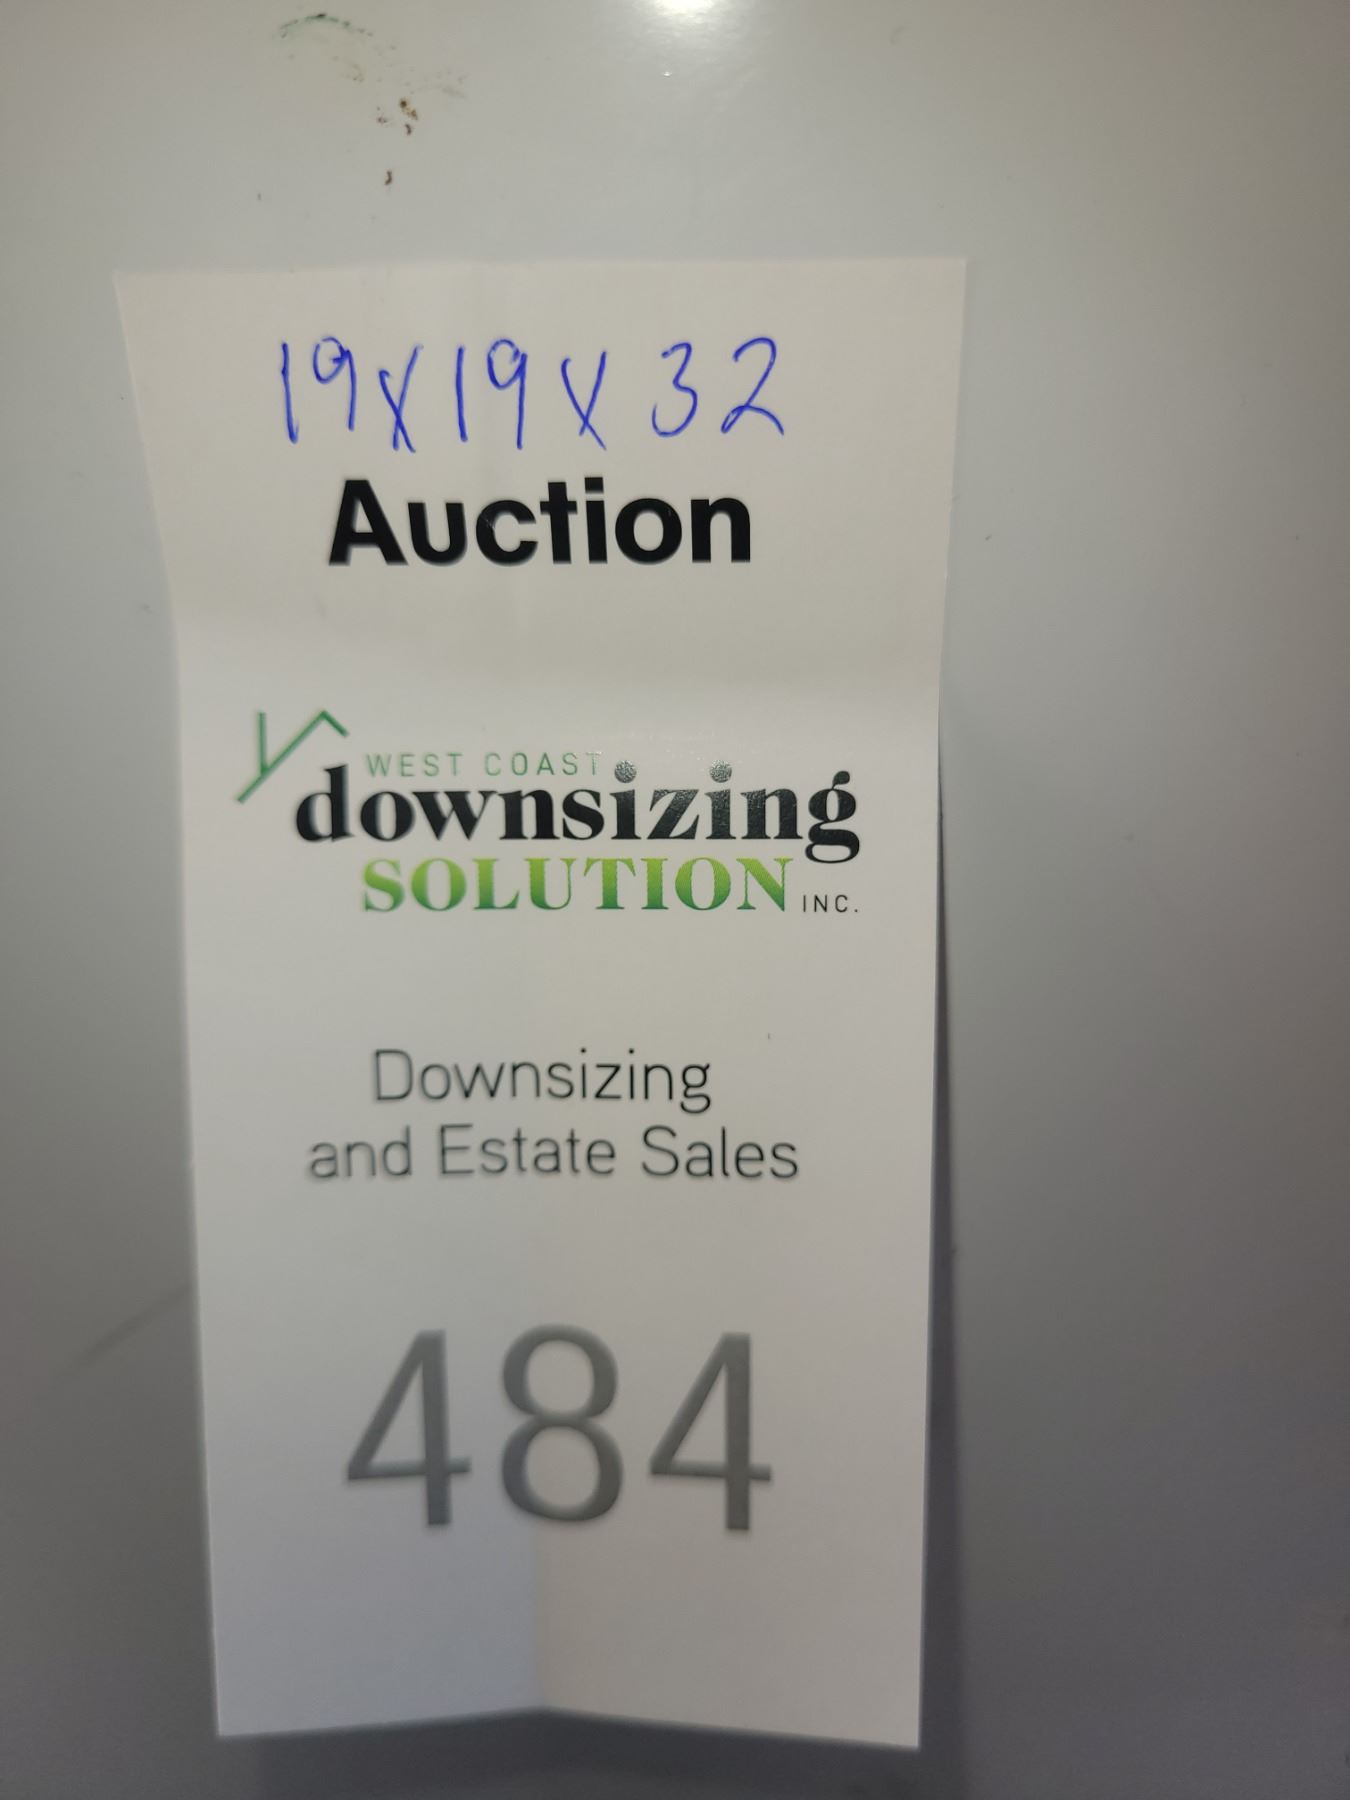 19x19x32
Auction
WEST COAST
downsizing
SOLUTION INC.
Downsizing
and Estate Sales
484